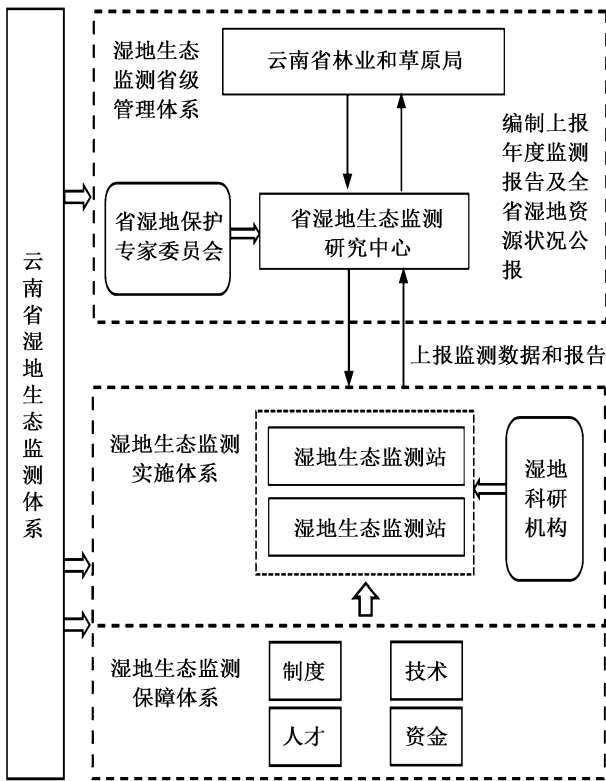 云南省湿地生态监测体系
湿地生态
监测省级
管理体系
云南省林业和草原局
编制上报
年度监测
报告及全
省湿地资
源状况公
报
省湿地保护
专家委员会
省湿地生态监测
研究中心
上报监测数据和报告
湿地生态监测
实施体系
湿地生态监测站
湿地生态监测站
湿地
科研
机构
湿地生态监测
保障体系
制度
技术
人才
资金